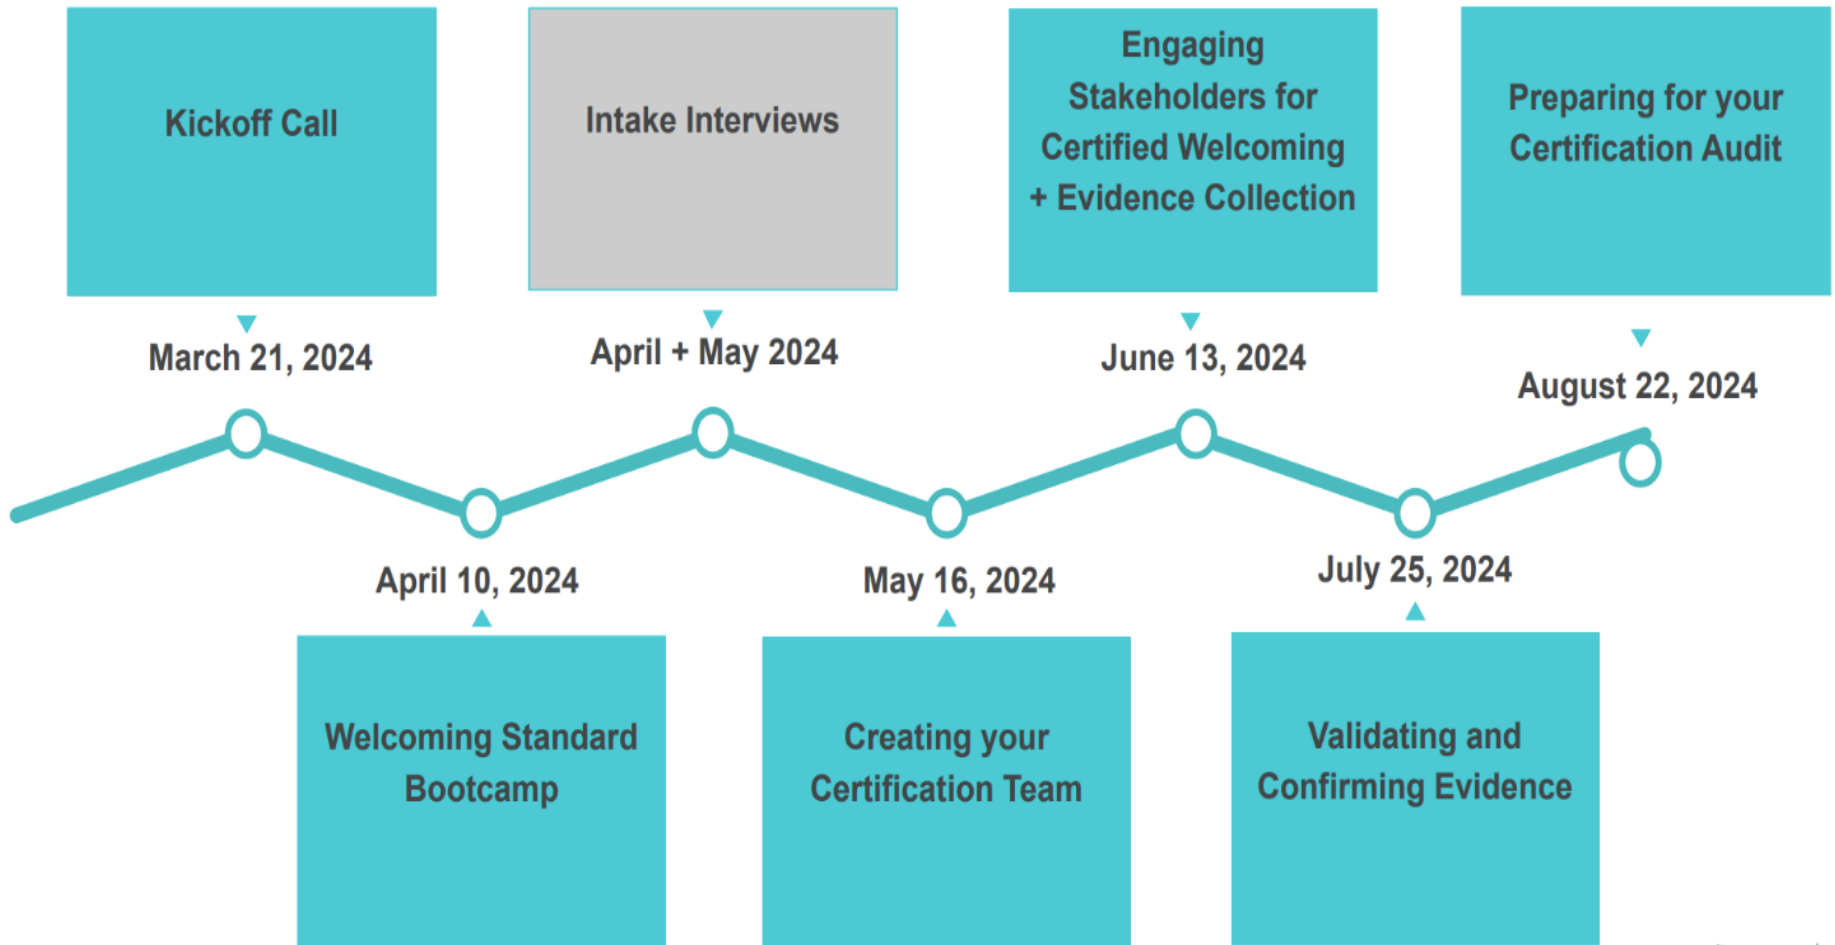 Kickoff Call
March 21, 2024
Intake Interviews
April + May 2024
Engaging
Stakeholders for
Certified Welcoming
+ Evidence Collection
June 13, 2024
Preparing for your
Certification Audit
August 22, 2024
April 10, 2024
Welcoming Standard
Bootcamp
May 16, 2024
Creating your
Certification Team
July 25, 2024
Validating and
Confirming Evidence